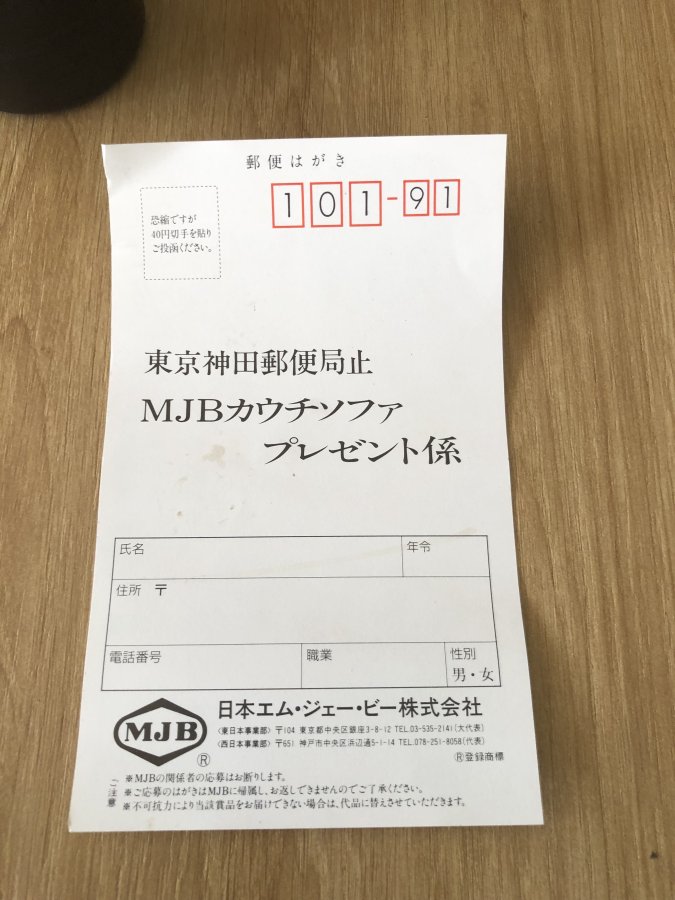 郵便はがき
101-91
恐縮ですが
40円切手を貼り
ご投函ください。
東京神田郵便局止
MJBカウチソファ
プレゼント係
氏名
年令
住所 〒
電話番号
職業
性別
男・女
MJB
®
日本エム・ジェー・ビー株式会社
〈東日本事業部〉〒104 東京都中央区銀座3-8-12 TEL.03-535-2141(大代表)
〈西日本事業部〉〒651 神戸市中央区浜辺通5-1-14 TEL.078-251-8058(代表)
®登録商標
ご注意
※MJBの関係者の応募はお断りします。
※ご応募のはがきはMJBに帰属し、お返しできませんのでご了承ください。
※不可抗力により当該賞品をお届けできない場合は、代品に替えさせていただきます。